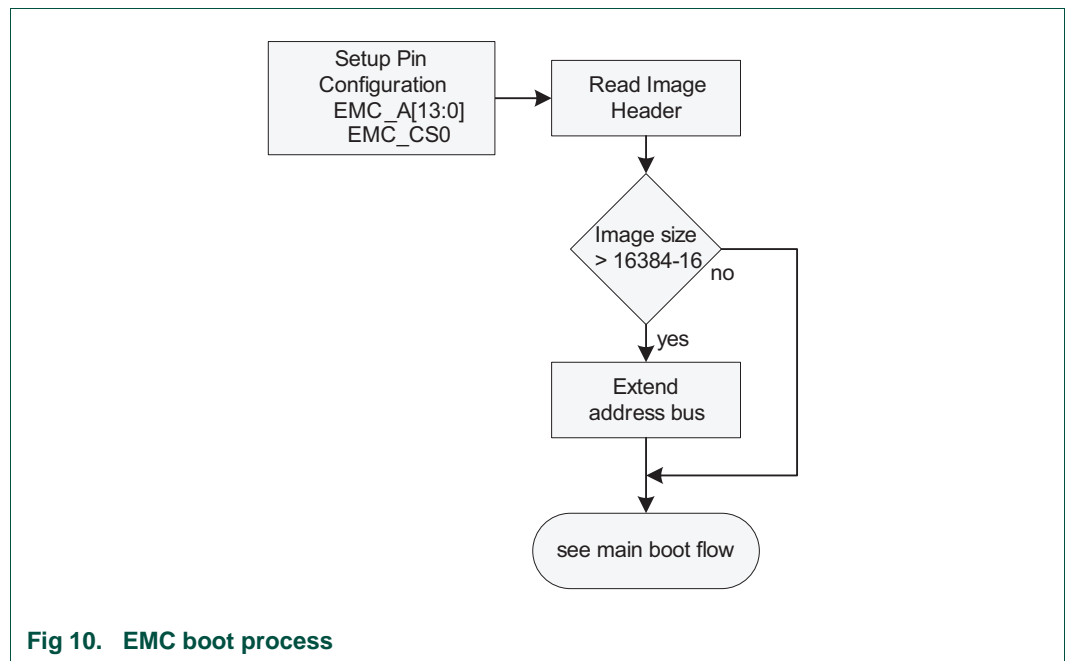 Setup Pin
Configuration
EMC_A[13:0]
EMC_CS0
Read Image
Header
Image size
> 16384-16
no
yes
Extend
address bus
see main boot flow
Fig 10. EMC boot process